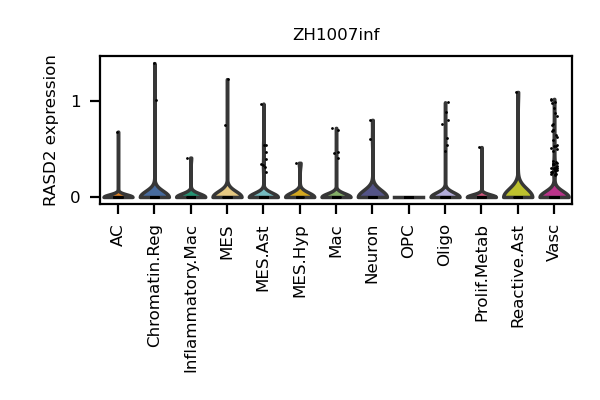 ZH1007inf
RASD2 expression
1
0
AC
Chromatin.Reg
Inflammatory.Mac
MES
MES.Ast
MES.Hyp
Mac
Neuron
OPC
Oligo
Prolif.Metab
Reactive.Ast
Vasc